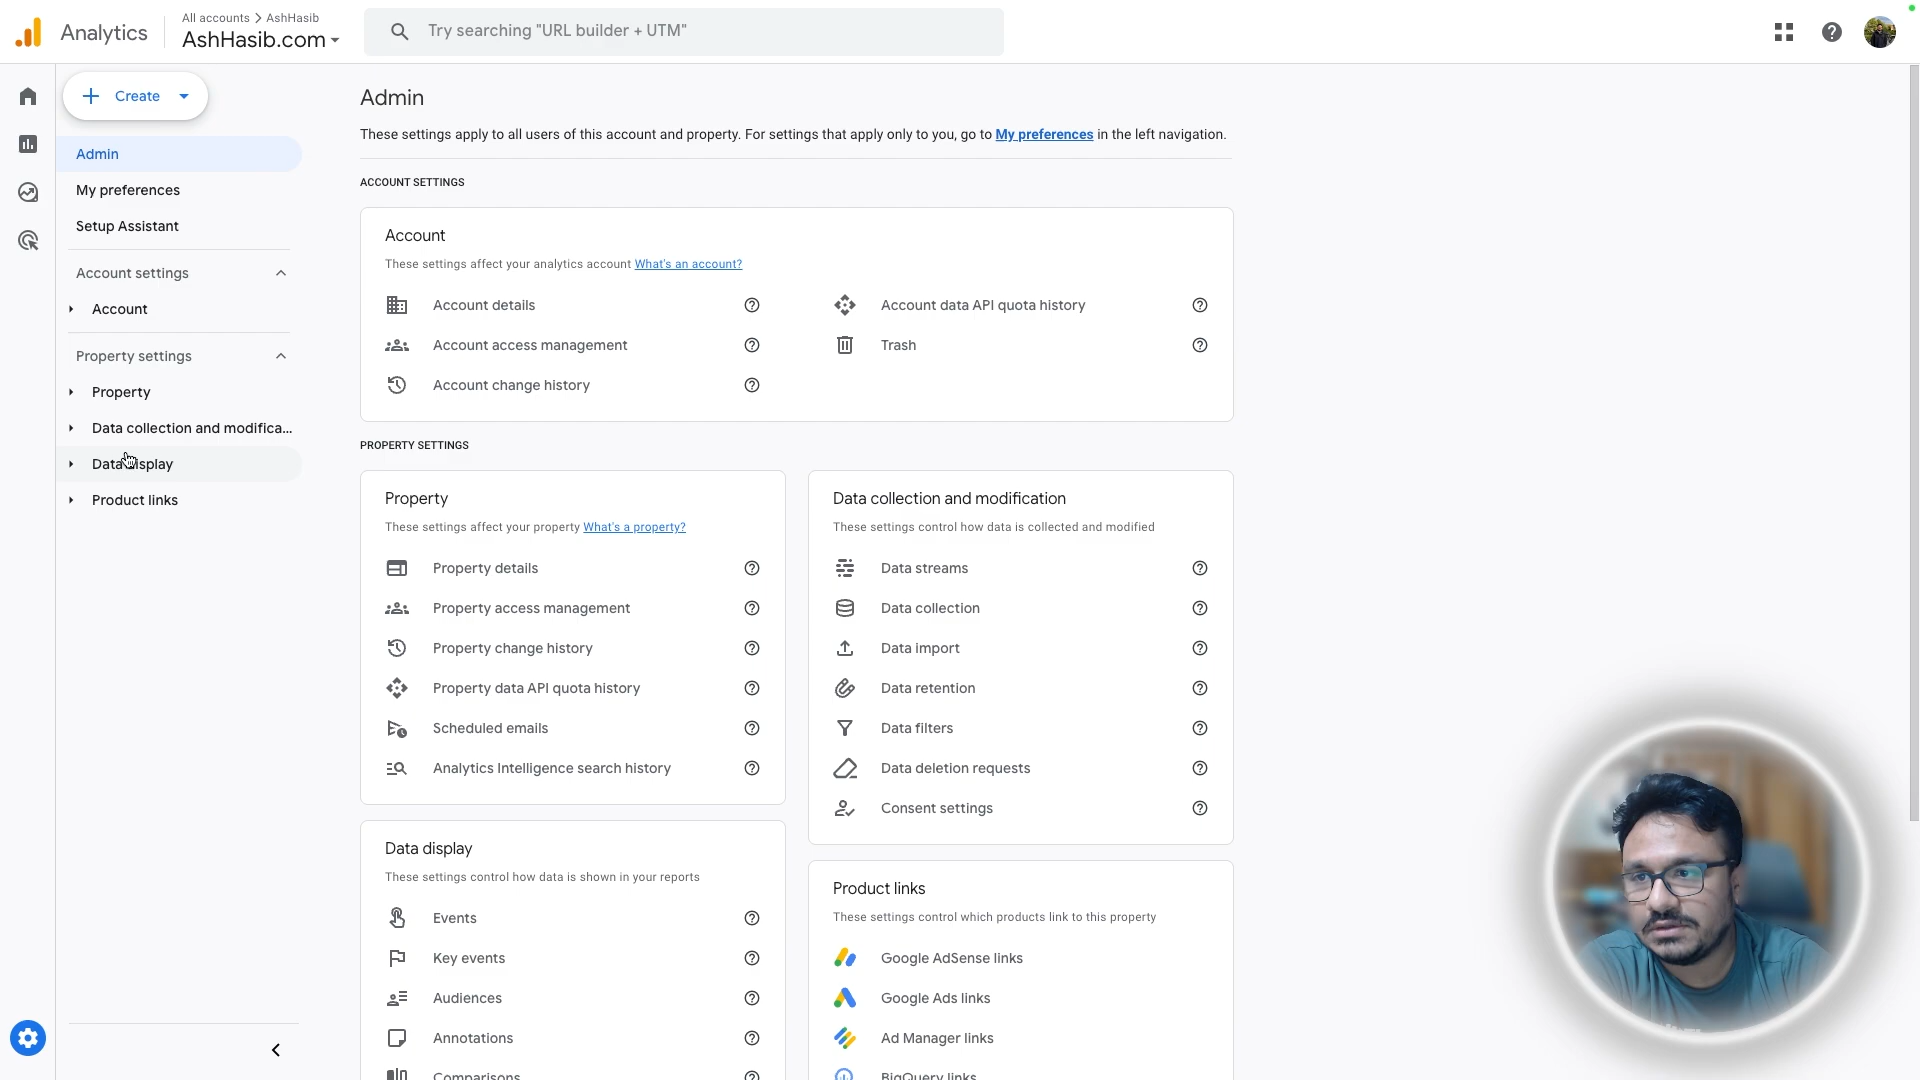 Analytics
All accounts > AshHasib
AshHasib.com
Try searching "URL builder + UTM"
Create
Admin
My preferences
Setup Assistant
Account settings
Account
Property settings
Property
Data collection and modifica...
Data display
Product links
Admin
These settings apply to all users of this account and property. For settings that apply only to you, go to My preferences in the left navigation.
ACCOUNT SETTINGS
Account
These settings affect your analytics account What's an account?
Account details
Account access management
Account change history
Account data API quota history
Trash
PROPERTY SETTINGS
Property
These settings affect your property What's a property?
Property details
Property access management
Property change history
Property data API quota history
Scheduled emails
Analytics Intelligence search history
Data collection and modification
These settings control how data is collected and modified
Data streams
Data collection
Data import
Data retention
Data filters
Data deletion requests
Consent settings
Data display
These settings control how data is shown in your reports
Events
Key events
Audiences
Annotations
Comparisons
Product links
These settings control which products link to this property
Google AdSense links
Google Ads links
Ad Manager links
BigQuery links